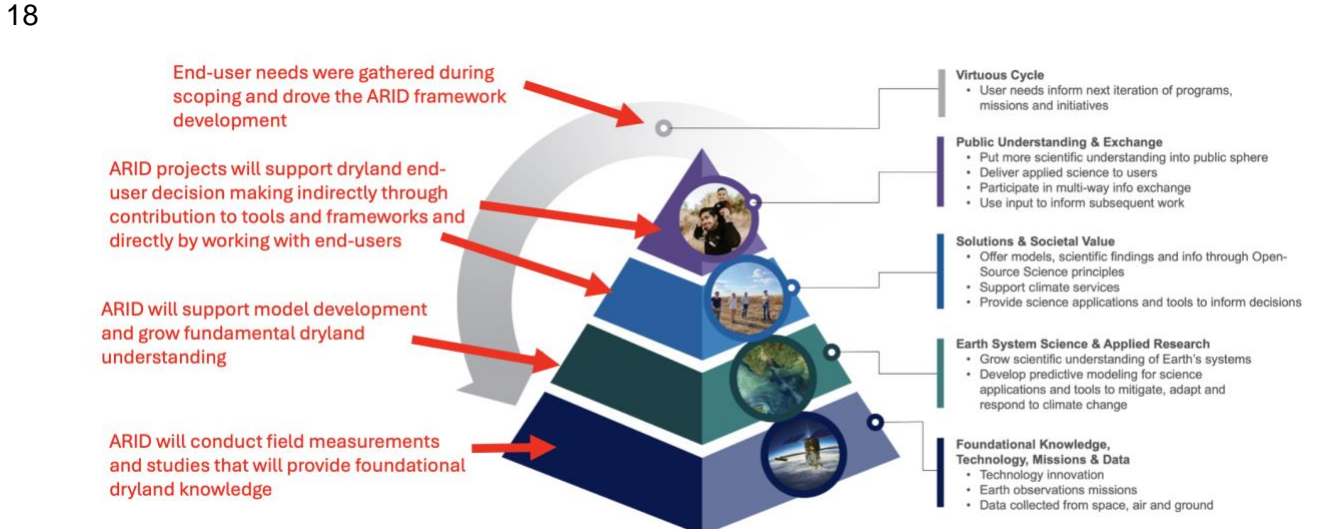 18
End-user needs were gathered during
scoping and drove the ARID framework
development
ARID projects will support dryland end-
user decision making indirectly through
contribution to tools and frameworks and
directly by working with end-users
ARID will support model development
and grow fundamental dryland
understanding
ARID will conduct field measurements
and studies that will provide foundational
dryland knowledge
Virtuous Cycle
• User needs inform next iteration of programs,
missions and initiatives
Public Understanding & Exchange
• Put more scientific understanding into public sphere
• Deliver applied science to users
• Participate in multi-way info exchange
• Use input to inform subsequent work
Solutions & Societal Value
• Offer models, scientific findings and info through Open-
Source Science principles
• Support climate services
• Provide science applications and tools to inform decisions
Earth System Science & Applied Research
• Grow scientific understanding of Earth's systems
• Develop predictive modeling for science
applications and tools to mitigate, adapt and
respond to climate change
Foundational Knowledge,
Technology, Missions & Data
• Technology innovation
• Earth observations missions
• Data collected from space, air and ground